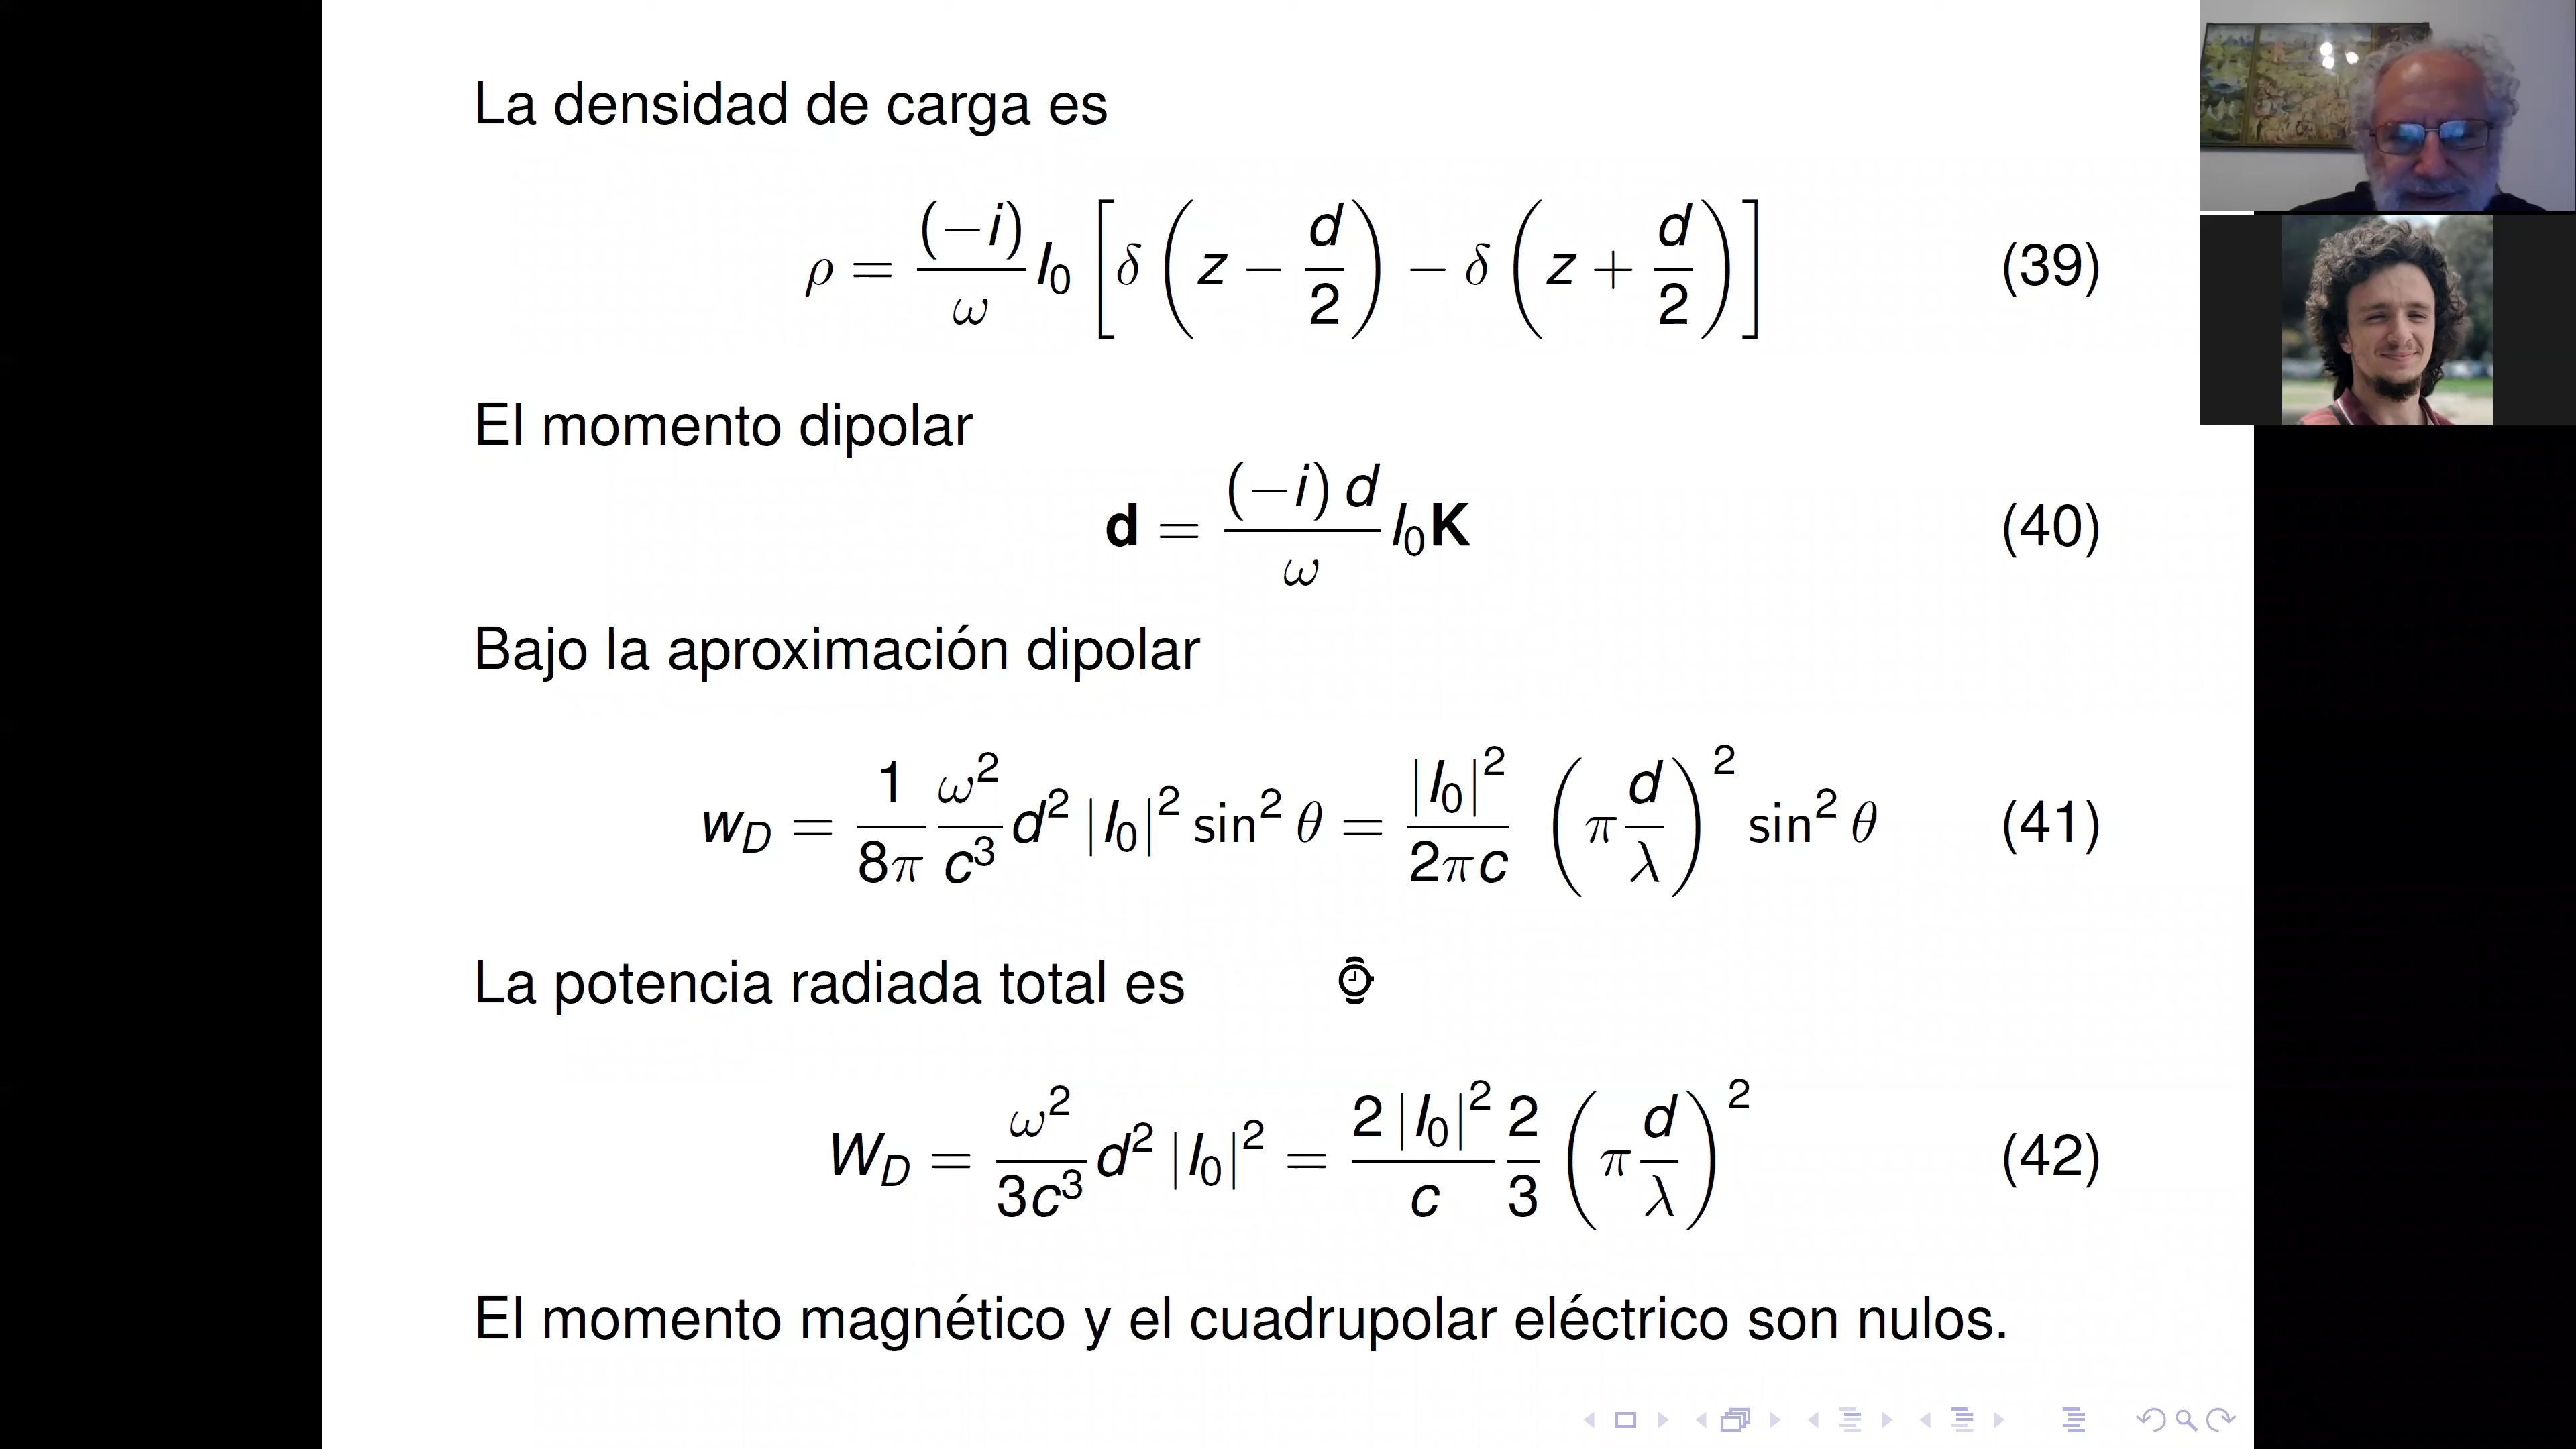 La densidad de carga es
ρ = (−i)/ω I₀ [δ(z − d/2) − δ(z + d/2)] (39)
El momento dipolar
𝐝 = (−i) d/ω I₀𝐊 (40)
Bajo la aproximación dipolar
w_D = 1/8π ω²/c³ d² |I₀|² sin² θ = |I₀|²/2πc (π d/λ)² sin² θ (41)
La potencia radiada total es
W_D = ω²/3c³ d² |I₀|² = 2 |I₀|²/c 2/3 (π d/λ)² (42)
El momento magnético y el cuadrupolar eléctrico son nulos.